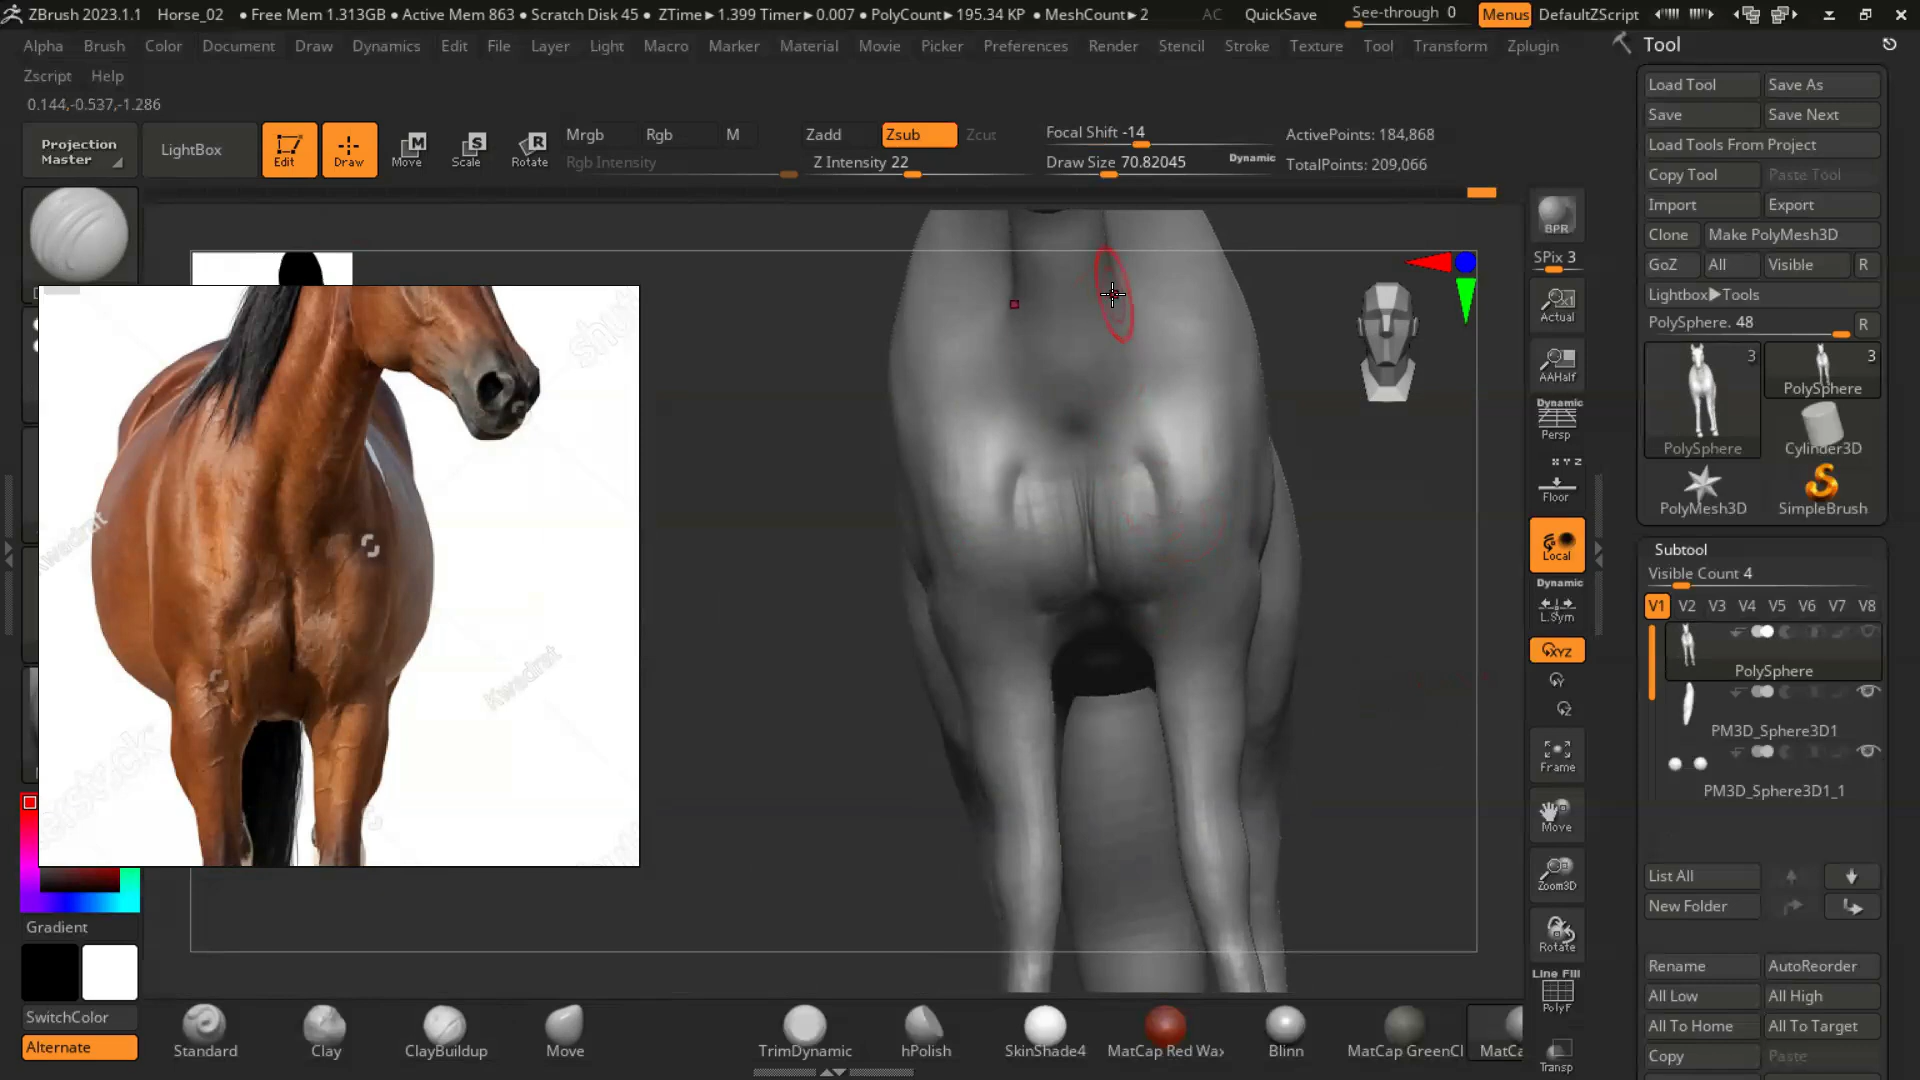 ZBrush 2023.1.1 Horse_02 ● Free Mem 1.313GB ● Active Mem 863 ● Scratch Disk 45 ● ZTime►1.399 Timer►0.007 ● PolyCount►195.34 KP ● MeshCount►2 AC QuickSave See-through 0 Menus DefaultZScript
Alpha Brush Color Document Draw Dynamics Edit File Layer Light Macro Marker Material Movie Picker Preferences Render Stencil Stroke Texture Tool Transform Zplugin
Zscript Help
0.144,-0.537,-1.286
Projection Master
LightBox
Edit
Draw
Move
Scale
Rotate
Mrgb Rgb M
Rgb Intensity
Zadd Zsub Zcut
Z Intensity 22
Focal Shift -14
Draw Size 70.82045 Dynamic
ActivePoints: 184,868
TotalPoints: 209,066
Kwadrat
Gradient
SwitchColor
Alternate
Standard
Clay
ClayBuildup
Move
TrimDynamic
hPolish
SkinShade4
MatCap Red Wax
Blinn
MatCap GreenCl
MatCa
BPR
SPix 3
Actual
AAHalf
Dynamic
Persp
X Y Z
Floor
Local
Dynamic
L.Sym
XYZ
Y
Z
Frame
Move
Zoom3D
Rotate
Line Fill
PolyF
Transp
Tool
Load Tool Save As
Save Save Next
Load Tools From Project
Copy Tool Paste Tool
Import Export
Clone Make PolyMesh3D
GoZ All Visible R
Lightbox►Tools
PolySphere. 48 R
3 3
PolySphere
PolySphere Cylinder3D
PolyMesh3D SimpleBrush
Subtool
Visible Count 4
V1 V2 V3 V4 V5 V6 V7 V8
PolySphere
PM3D_Sphere3D1
PM3D_Sphere3D1_1
List All
New Folder
Rename AutoReorder
All Low All High
All To Home All To Target
Copy Paste